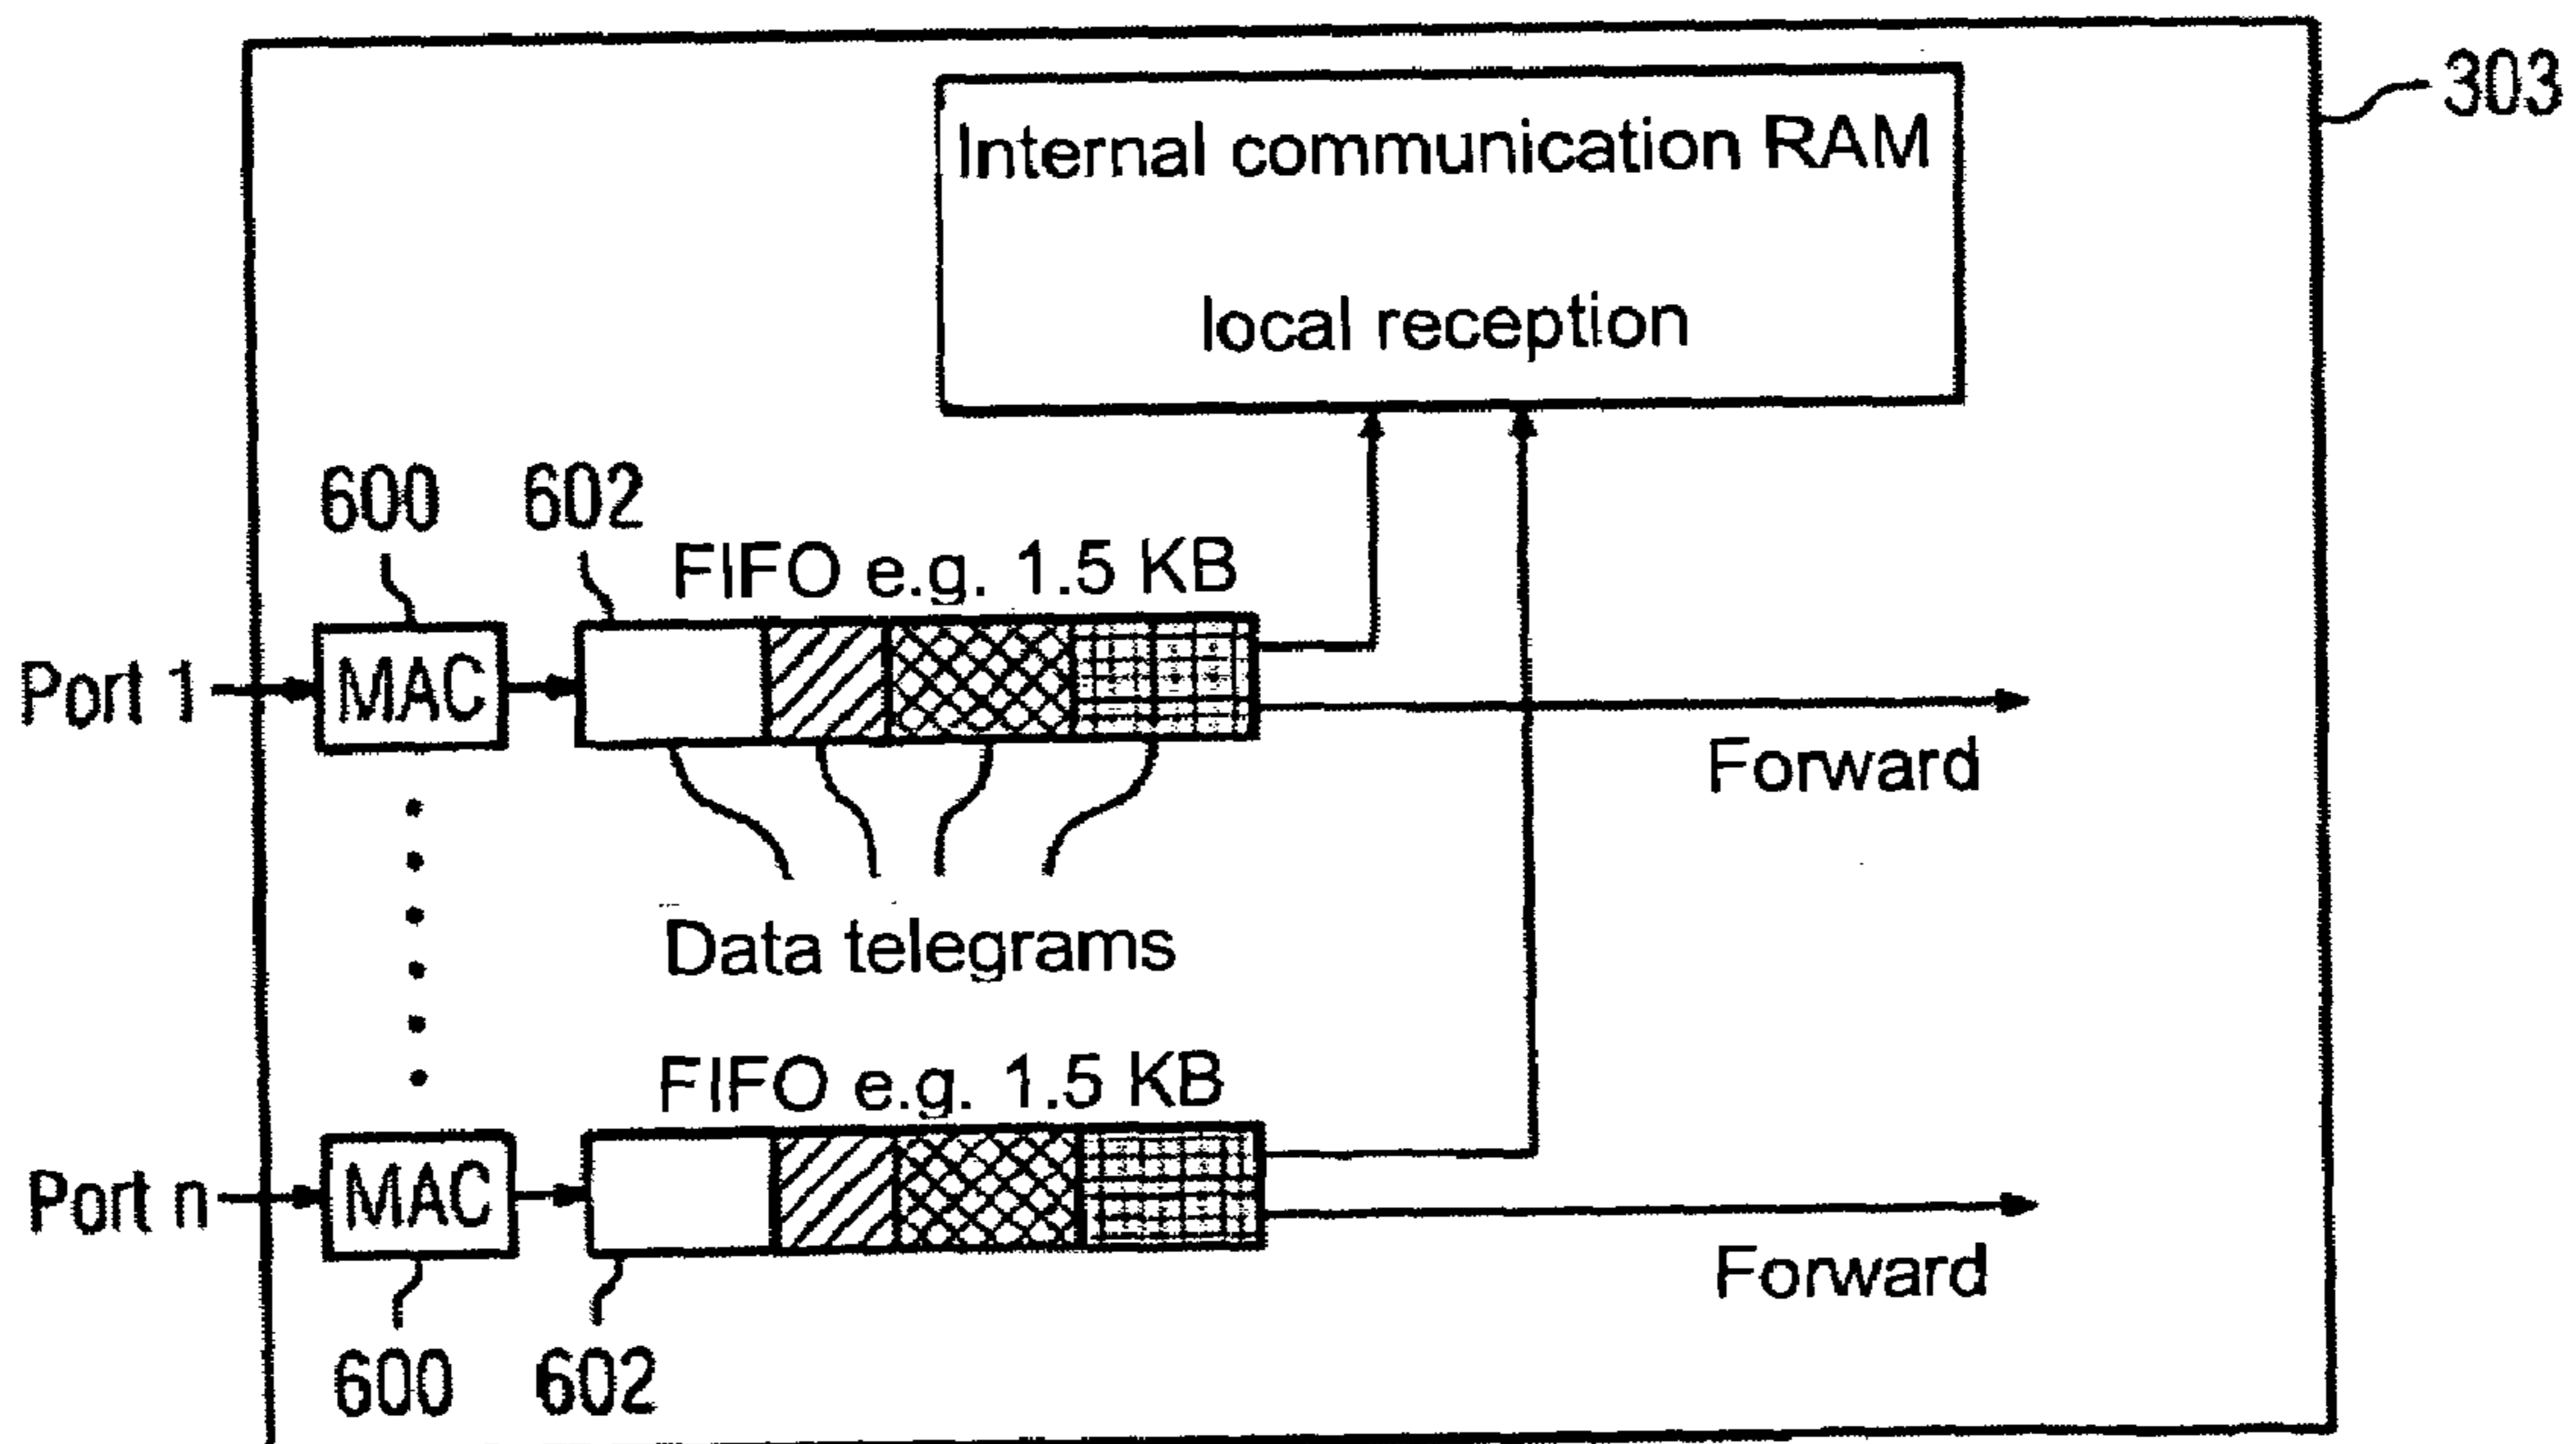 303
Internal communication RAM
local reception
600 602
FIFO e.g. 1.5 KB
Port 1 MAC
Forward
Data telegrams
FIFO e.g. 1.5 KB
Port n MAC
Forward
600 602